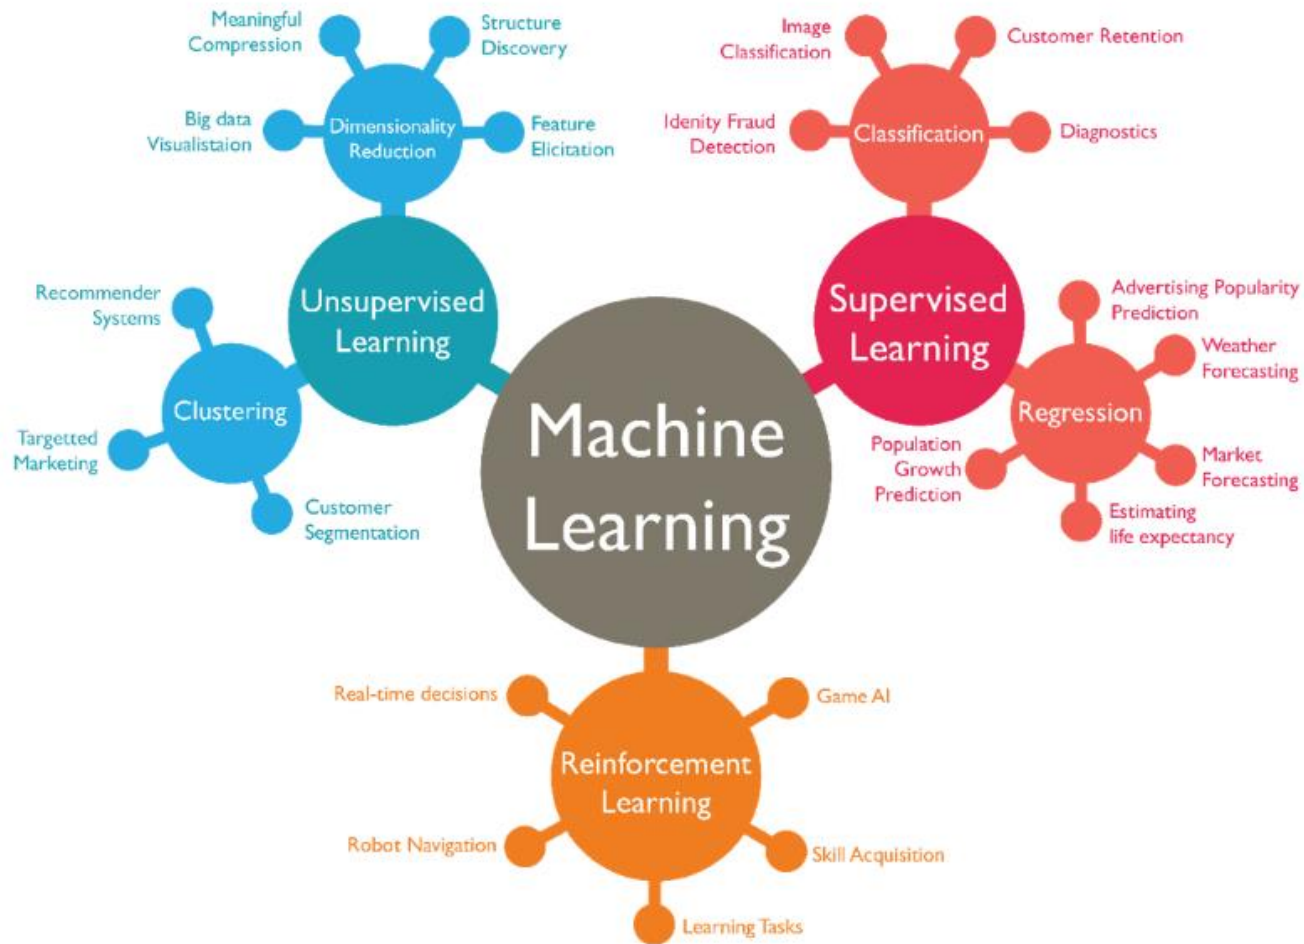 Meaningful
Compression
Structure
Discovery
Big data
Visualistaion
Dimensionality
Reduction
Feature
Elicitation
Image
Classification
Customer Retention
Idenity Fraud
Detection
Classification
Diagnostics
Unsupervised
Learning
Supervised
Learning
Recommender
Systems
Clustering
Targetted
Marketing
Customer
Segmentation
Machine
Learning
Advertising Popularity
Prediction
Weather
Forecasting
Regression
Population
Growth
Prediction
Market
Forecasting
Estimating
life expectancy
Real-time decisions
Game AI
Reinforcement
Learning
Robot Navigation
Skill Acquisition
Learning Tasks